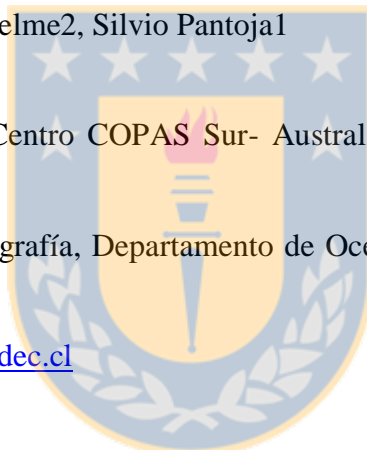 elme2, Silvio Pantoja1
Centro COPAS Sur- Austral
grafía, Departamento de Oce
dec.cl